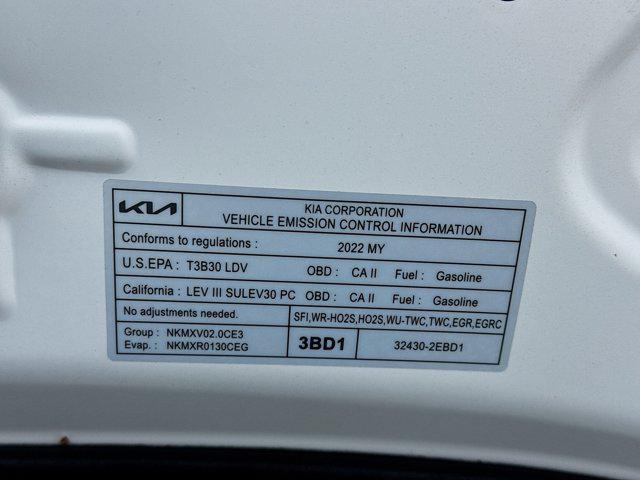 KIA
KIA CORPORATION
VEHICLE EMISSION CONTROL INFORMATION
Conforms to regulations : 2022 MY
U.S.EPA : T3B30 LDV OBD : CA II Fuel : Gasoline
California : LEV III SULEV30 PC OBD : CA II Fuel : Gasoline
No adjustments needed. SFI,WR-HO2S,HO2S,WU-TWC,TWC,EGR,EGRC
Group : NKMXV02.0CE3
Evap. : NKMXR0130CEG
3BD1 32430-2EBD1